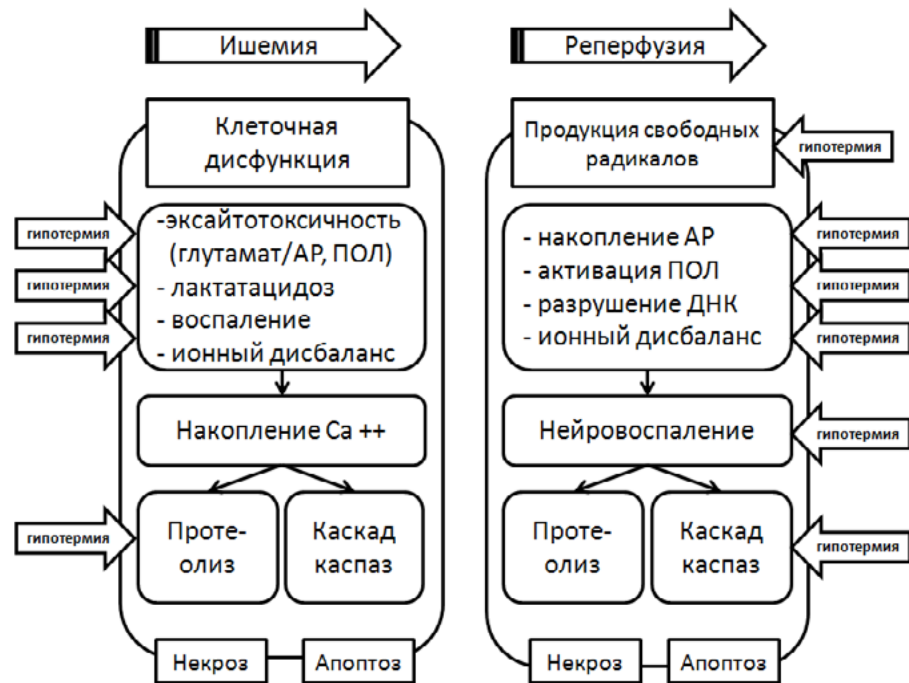 Ишемия
Клеточная
дисфункция
гипотермия
гипотермия
гипотермия
-эксайтотоксичность
(глутамат/АР, ПОЛ)
- лактатацидоз
- воспаление
- ионный дисбаланс
Накопление Ca ++
гипотермия
Проте-
олиз
Каскад
каспаз
Некроз
Апоптоз
Реперфузия
Продукция свободных
радикалов
гипотермия
- накопление АР
- активация ПОЛ
- разрушение ДНК
- ионный дисбаланс
гипотермия
гипотермия
гипотермия
Нейровоспаление
гипотермия
Проте-
олиз
Каскад
каспаз
гипотермия
Некроз
Апоптоз